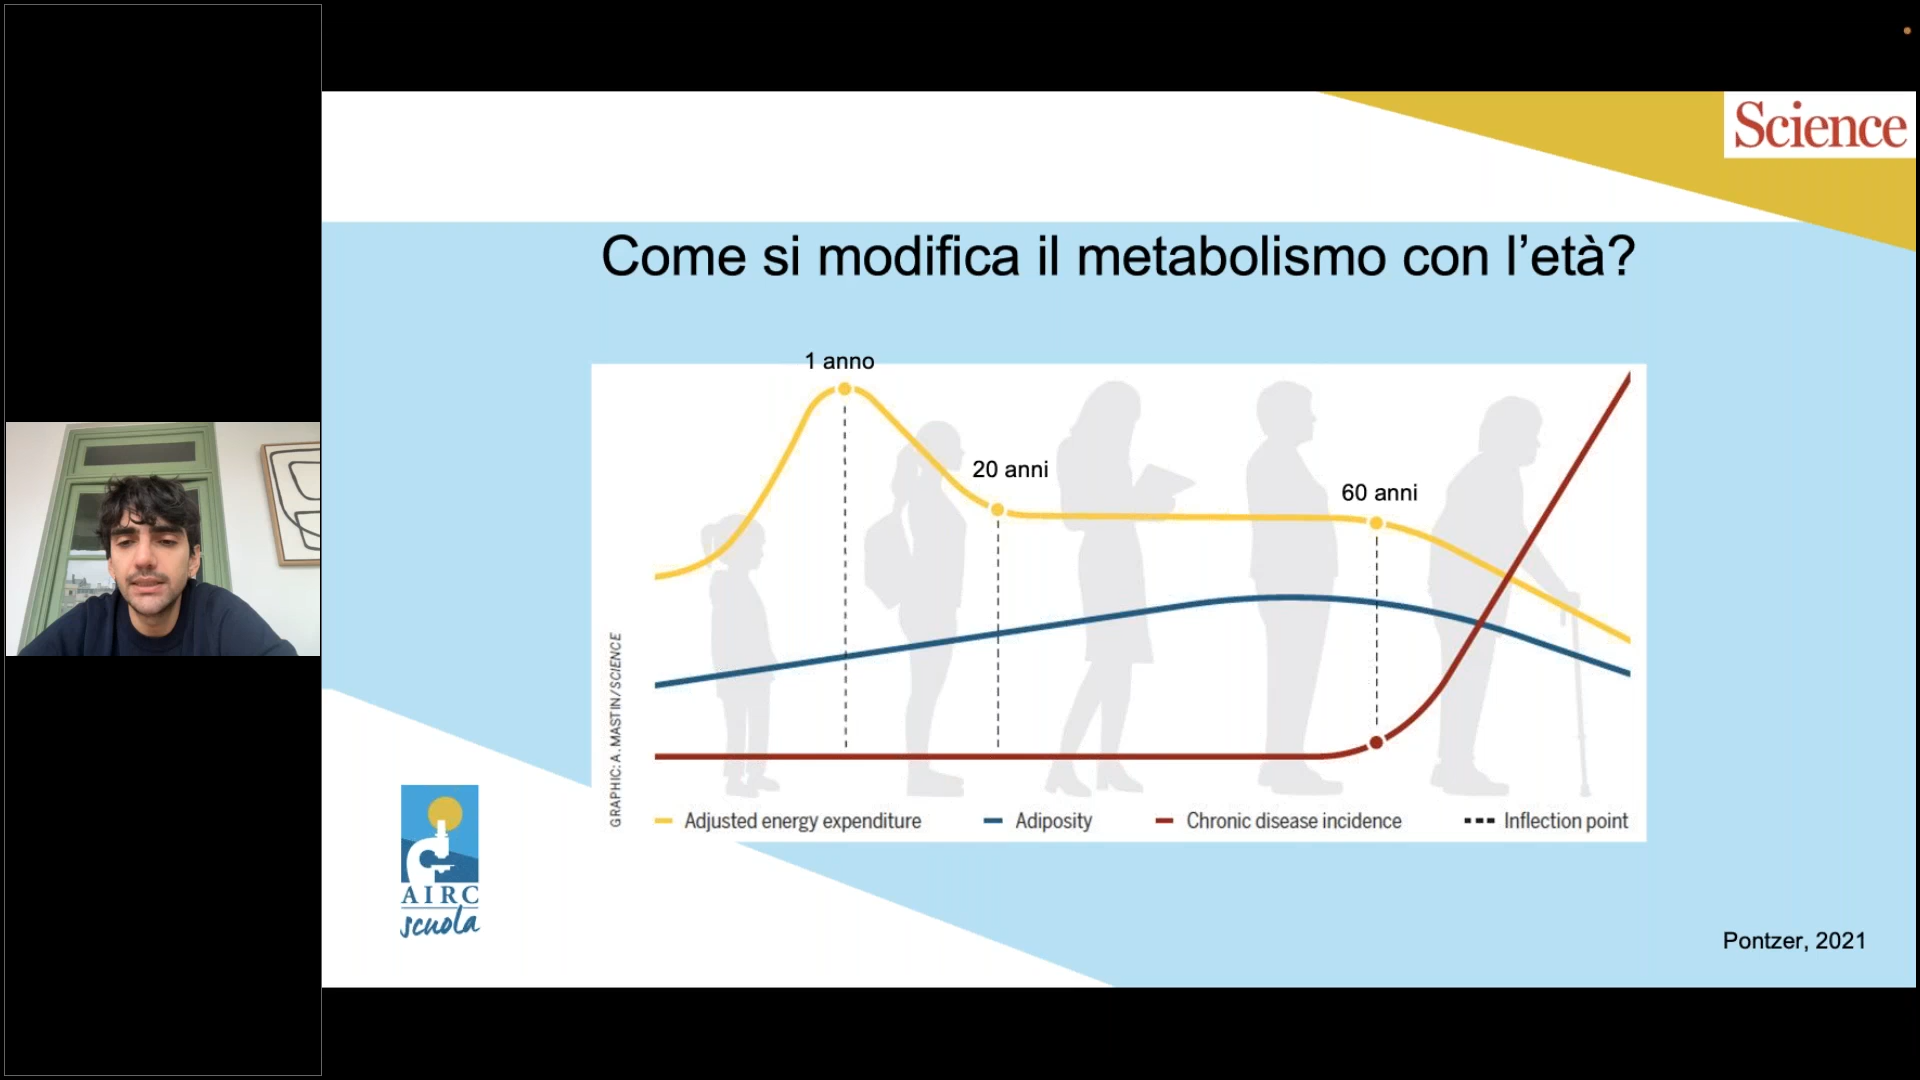 Science
Come si modifica il metabolismo con l’età?
1 anno
20 anni
60 anni
GRAPHIC: A. MASTIN/SCIENCE
Adjusted energy expenditure
Adiposity
Chronic disease incidence
Inflection point
AIRC
scuola
Pontzer, 2021